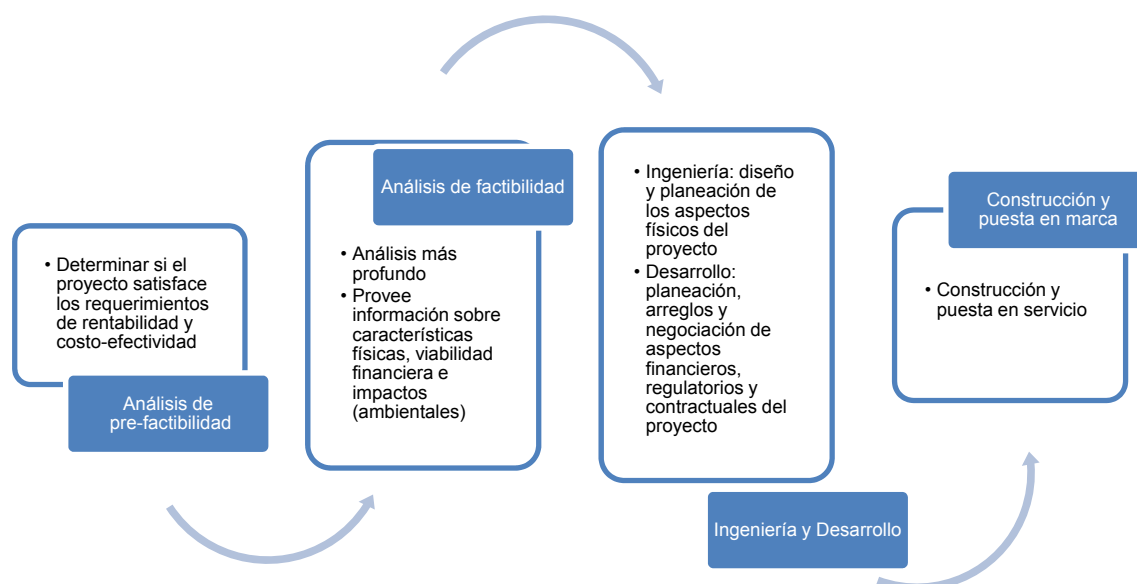 • Determinar si el
proyecto satisface
los requerimientos
de rentabilidad y
costo-efectividad
Análisis de
pre-factibilidad
Análisis de factibilidad
• Análisis más
profundo
• Provee
información sobre
características
físicas, viabilidad
financiera e
impactos
(ambientales)
• Ingeniería: diseño
y planeación de
los aspectos
físicos del
proyecto
• Desarrollo:
planeación,
arreglos y
negociación de
aspectos
financieros,
regulatorios y
contractuales del
proyecto
Ingeniería y Desarrollo
Construcción y
puesta en marca
• Construcción y
puesta en servicio